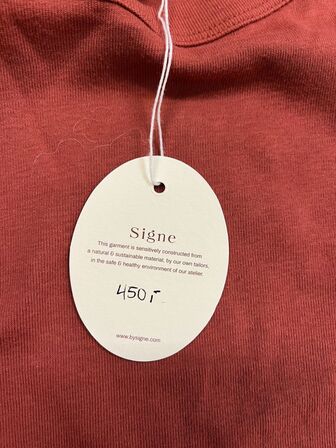 Signe
This garment is sensitively constructed from
a natural & sustainable material, by our own tailors,
in the safe & healthy environment of our atelier.
450,-
www.bysigne.com